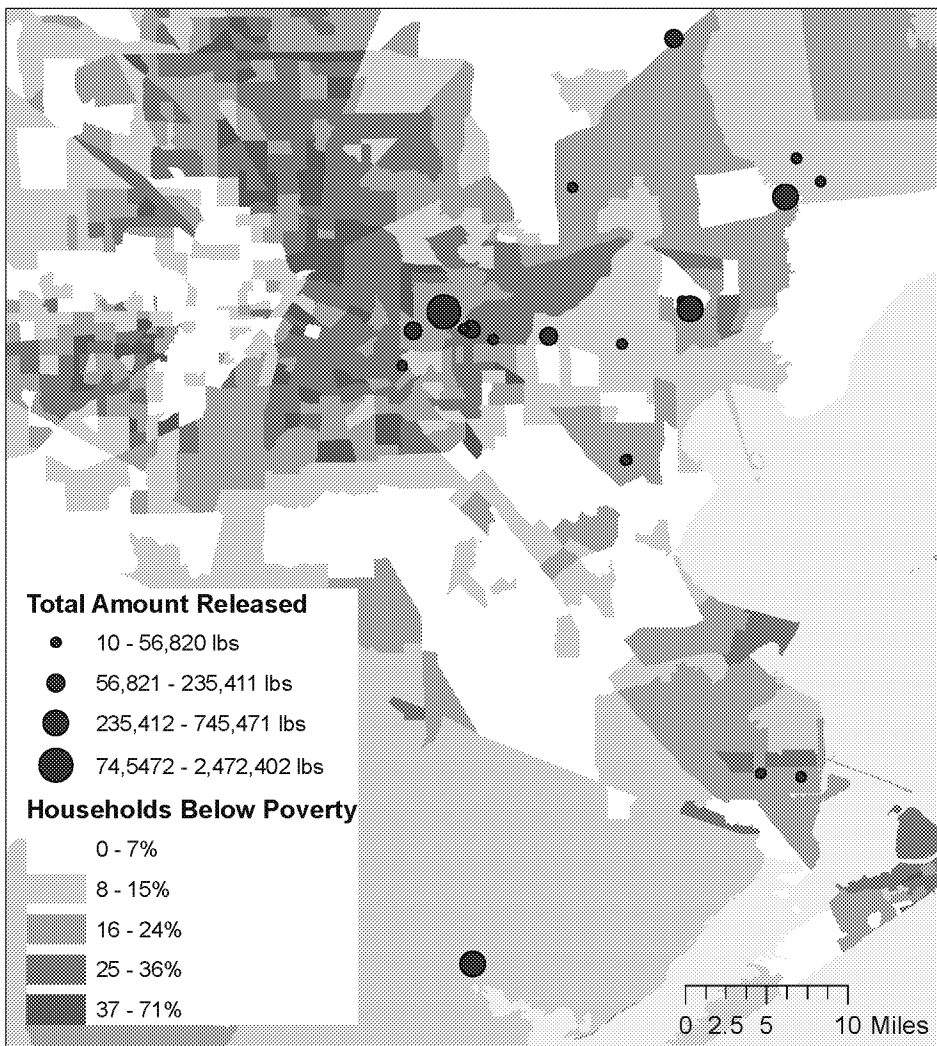 Total Amount Released
10 - 56,820 lbs
56,821 - 235,411 lbs
235,412 - 745,471 lbs
74,5472 - 2,472,402 lbs
Households Below Poverty
0 - 7%
8 - 15%
16 - 24%
25 - 36%
37 - 71%
0 2.5 5 10 Miles